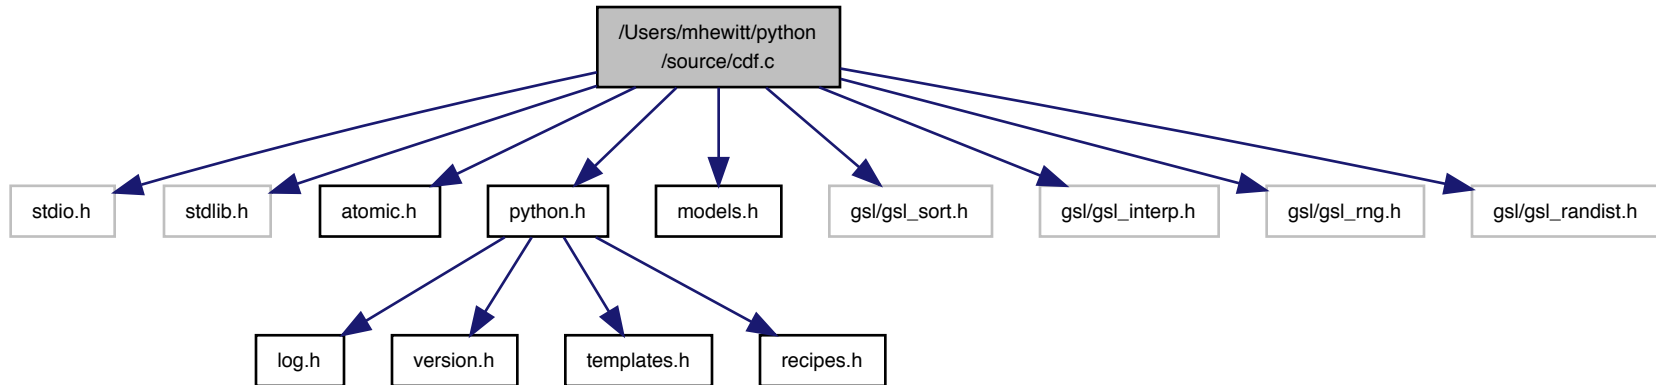 /Users/mhewitt/python
/source/cdf.c
stdio.h
stdlib.h
atomic.h
python.h
models.h
gsl/gsl_sort.h
gsl/gsl_interp.h
gsl/gsl_rng.h
gsl/gsl_randist.h
log.h
version.h
templates.h
recipes.h